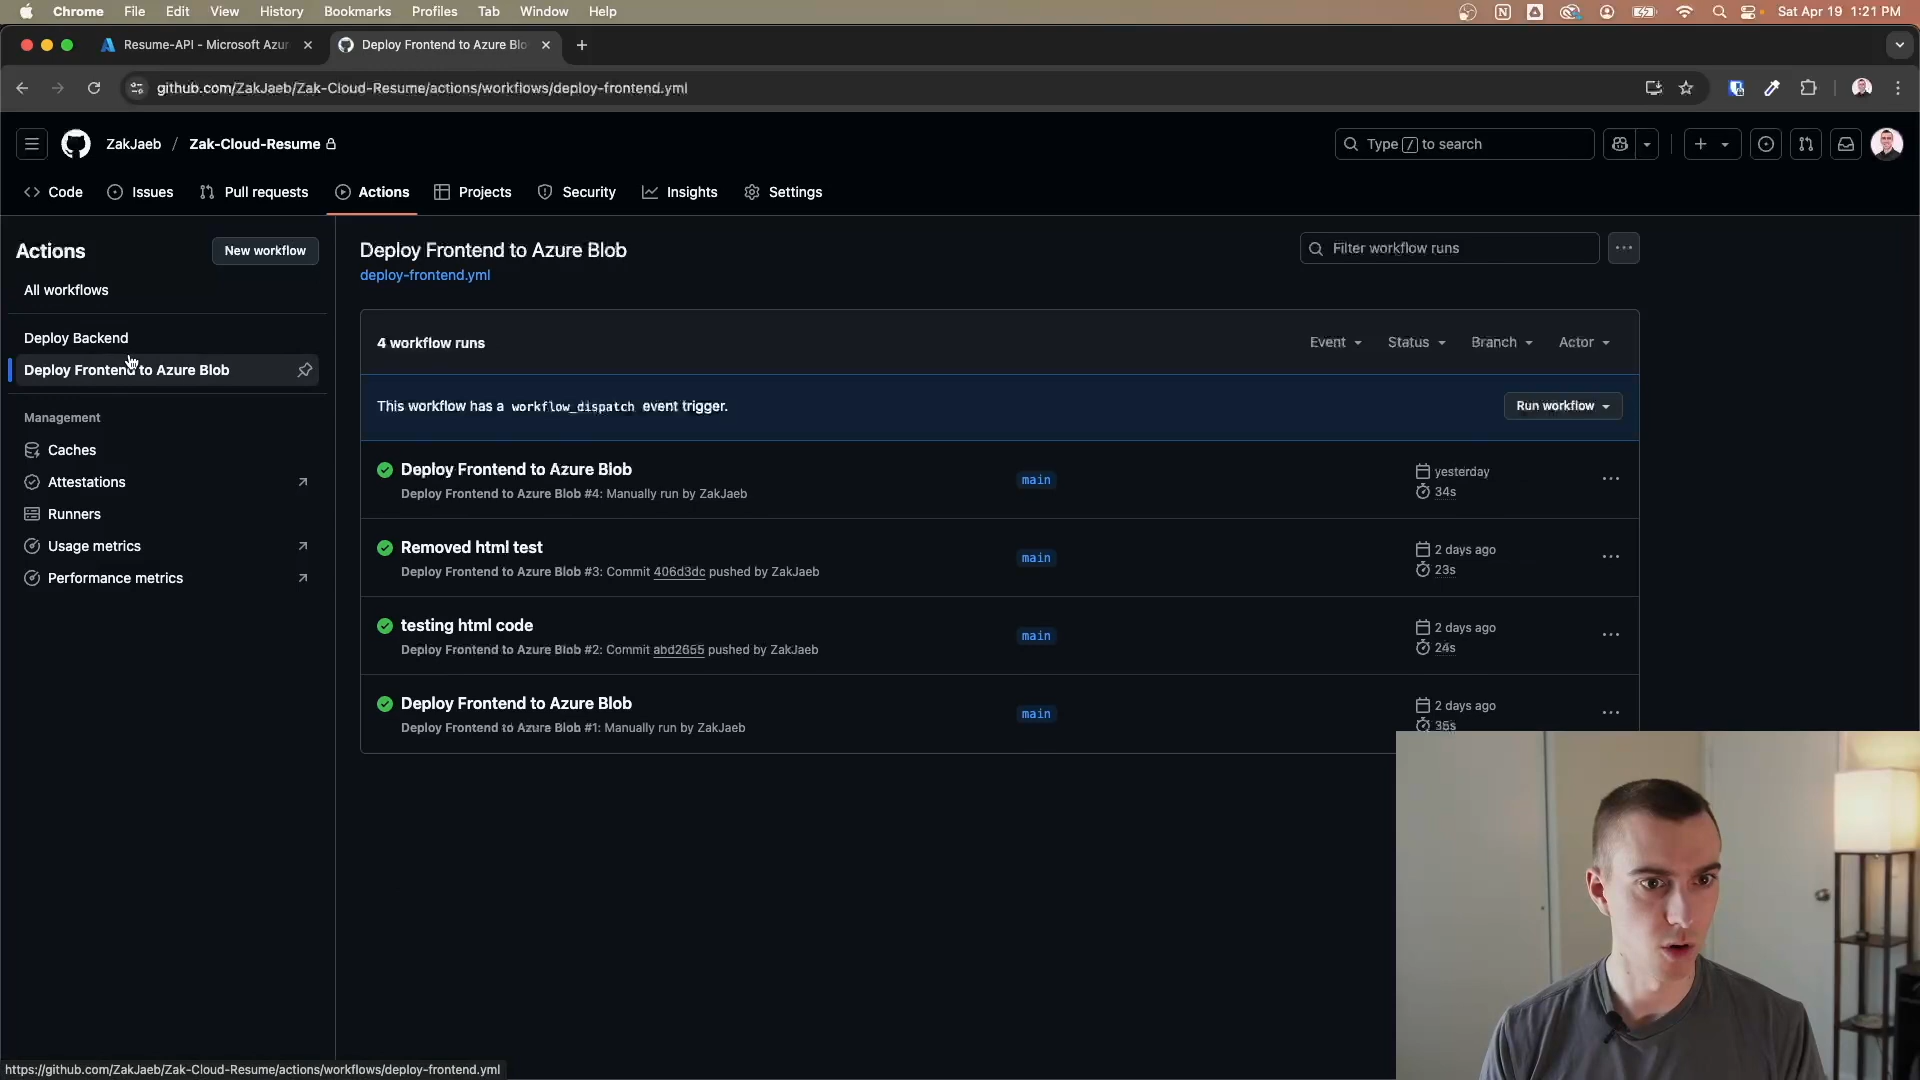 Chrome File Edit View History Bookmarks Profiles Tab Window Help
Sat Apr 19 1:21 PM
Resume-API - Microsoft Azur
Deploy Frontend to Azure Blo
github.com/ZakJaeb/Zak-Cloud-Resume/actions/workflows/deploy-frontend.yml
ZakJaeb / Zak-Cloud-Resume
Type / to search
Code Issues Pull requests Actions Projects Security Insights Settings
Actions
New workflow
All workflows
Deploy Backend
Deploy Frontend to Azure Blob
Management
Caches
Attestations
Runners
Usage metrics
Performance metrics
Deploy Frontend to Azure Blob
deploy-frontend.yml
Filter workflow runs
4 workflow runs
Event Status Branch Actor
This workflow has a workflow_dispatch event trigger.
Run workflow
Deploy Frontend to Azure Blob
Deploy Frontend to Azure Blob #4: Manually run by ZakJaeb
main
yesterday
34s
Removed html test
Deploy Frontend to Azure Blob #3: Commit 406d3dc pushed by ZakJaeb
main
2 days ago
23s
testing html code
Deploy Frontend to Azure Blob #2: Commit abd2655 pushed by ZakJaeb
main
2 days ago
24s
Deploy Frontend to Azure Blob
Deploy Frontend to Azure Blob #1: Manually run by ZakJaeb
main
2 days ago
36s
https://github.com/ZakJaeb/Zak-Cloud-Resume/actions/workflows/deploy-frontend.yml